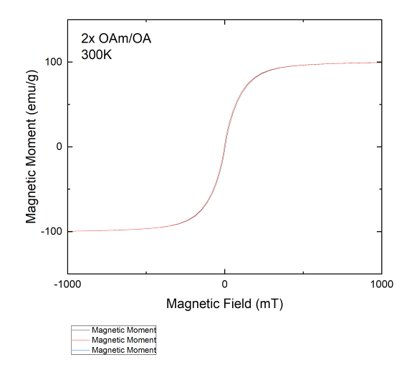 2x OAm/OA
300K
Magnetic Moment (emu/g)
100
0
-100
-1000
0
1000
Magnetic Field (mT)
Magnetic Moment
Magnetic Moment
Magnetic Moment